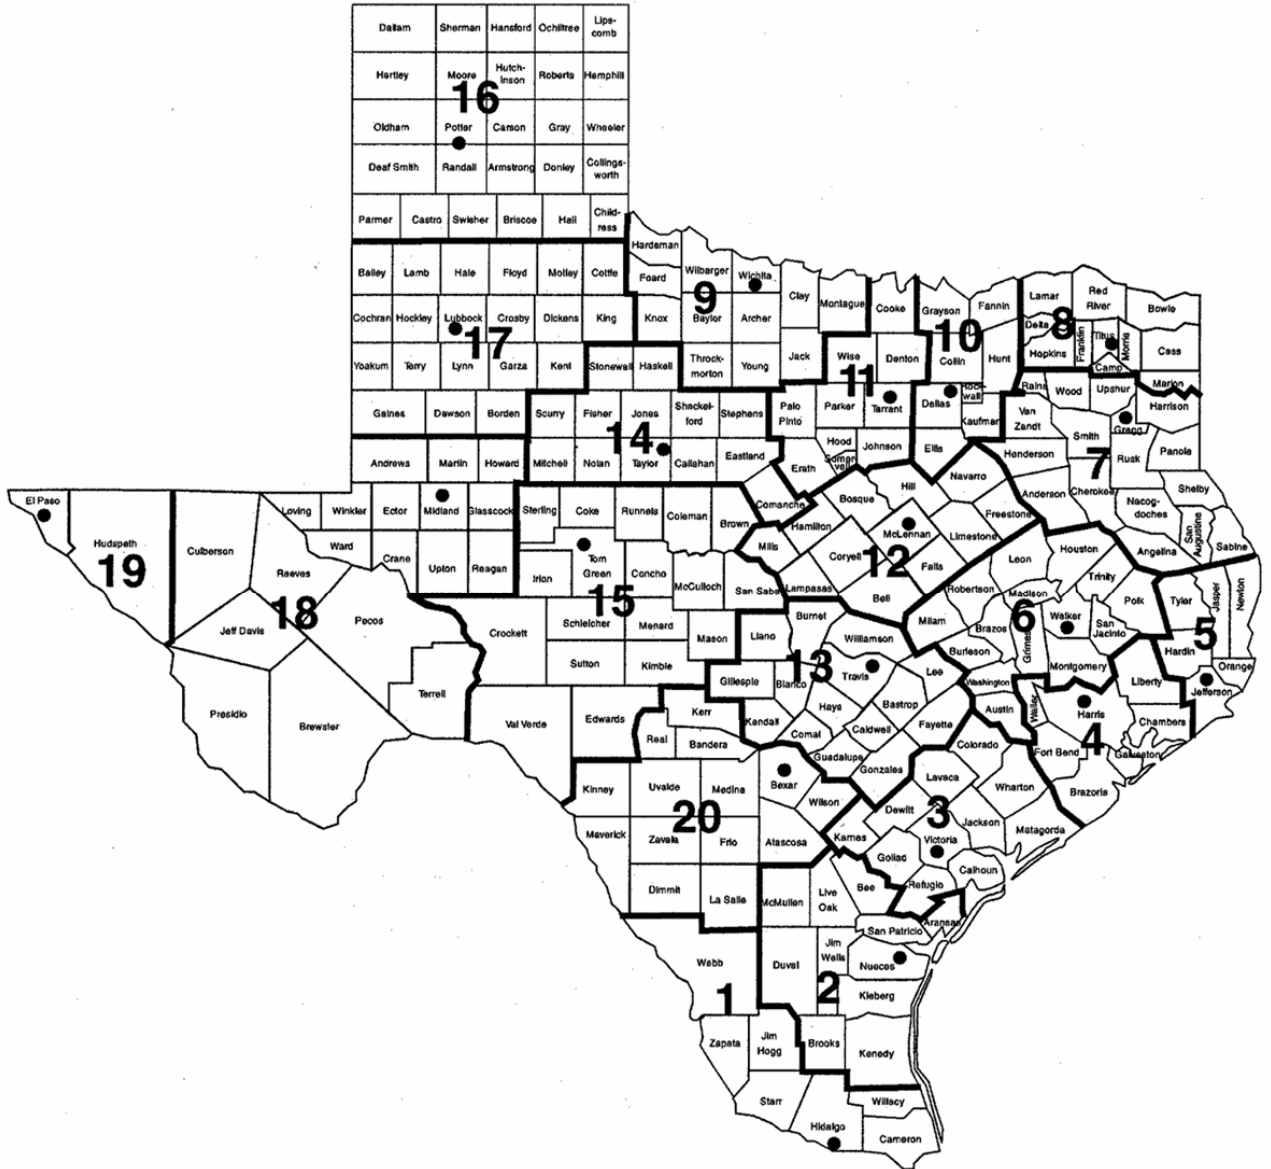 Dallam Sherman Hansford Ochiltree Lips-
comb
Hartley Moore Hutch-
inson Roberts Hemphill
16
Oldham Potter Carson Gray Wheeler
Deaf Smith Randall Armstrong Donley Collings-
worth
Parmer Castro Swisher Briscoe Hall Child-
ress
Hardeman
Bailey Lamb Hale Floyd Motley Cottle
Foard Wilbarger Wichita
9
Clay Montague Cooke Grayson Fannin Lamar Red
River Bowie
Cochran Hockley Lubbock Crosby Dickens King
17
Knox Baylor Archer
10
Delta 8 Franklin Titus Morris
Cass
Yoakum Terry Lynn Garza Kent Stonewall Haskell
Throck-
morton Young Jack Wise Denton Collin Hunt Hopkins Camp
11
Marion
Gaines Dawson Borden Scurry Fisher Jones Shackel-
ford Stephens Palo
Pinto Parker Tarrant Dallas Rock-
wall Kaufman Rains Wood Upshur Harrison
14
Van
Zandt Smith Gregg
Andrews Martin Howard Mitchell Nolan Taylor Callahan Eastland
Erath Hood Somer-
vell Johnson Ellis Henderson 7 Rusk Panola
El Paso
Loving Winkler Ector Midland Glasscock Sterling Coke Runnels Coleman Brown
Comanche Bosque Hill Navarro Anderson Cherokee Nacog-
doches Shelby
Hudspeth Culberson Ward Crane Upton Reagan
Hamilton McLennan Freestone Limestone San
Augustine Sabine
19
Reeves Irion Tom
Green Concho McCulloch San Saba Mills Coryell 12 Falls Leon Houston Angelina
18
15
Lampasas Bell Robertson Madison Trinity Polk Tyler Jasper Newton
Jeff Davis Pecos Crockett Schleicher Menard Mason Llano Burnet Williamson Milam Brazos 6 Grimes Walker San
Jacinto 5 Hardin
Terrell Sutton Kimble Gillespie Blanco 13 Travis Lee Burleson Washington Montgomery Liberty Orange
Jefferson
Presidio Brewster Val Verde Edwards Kerr Kendall Hays Bastrop Austin Waller Harris Chambers
Real Bandera Comal Caldwell Fayette Colorado Fort Bend 4 Galveston
Guadalupe Gonzales
Kinney Uvalde Medina Bexar Wilson Lavaca Wharton Brazoria
20
Dewitt 3 Jackson Matagorda
Maverick Zavala Frio Atascosa Karnes Victoria
Goliad Calhoun
Dimmit La Salle McMullen Live
Oak Bee Refugio
Aransas
San Patricio
Webb Duval Jim
Wells Nueces
1
2 Kleberg
Zapata Jim
Hogg Brooks Kenedy
Starr Willacy
Hidalgo Cameron